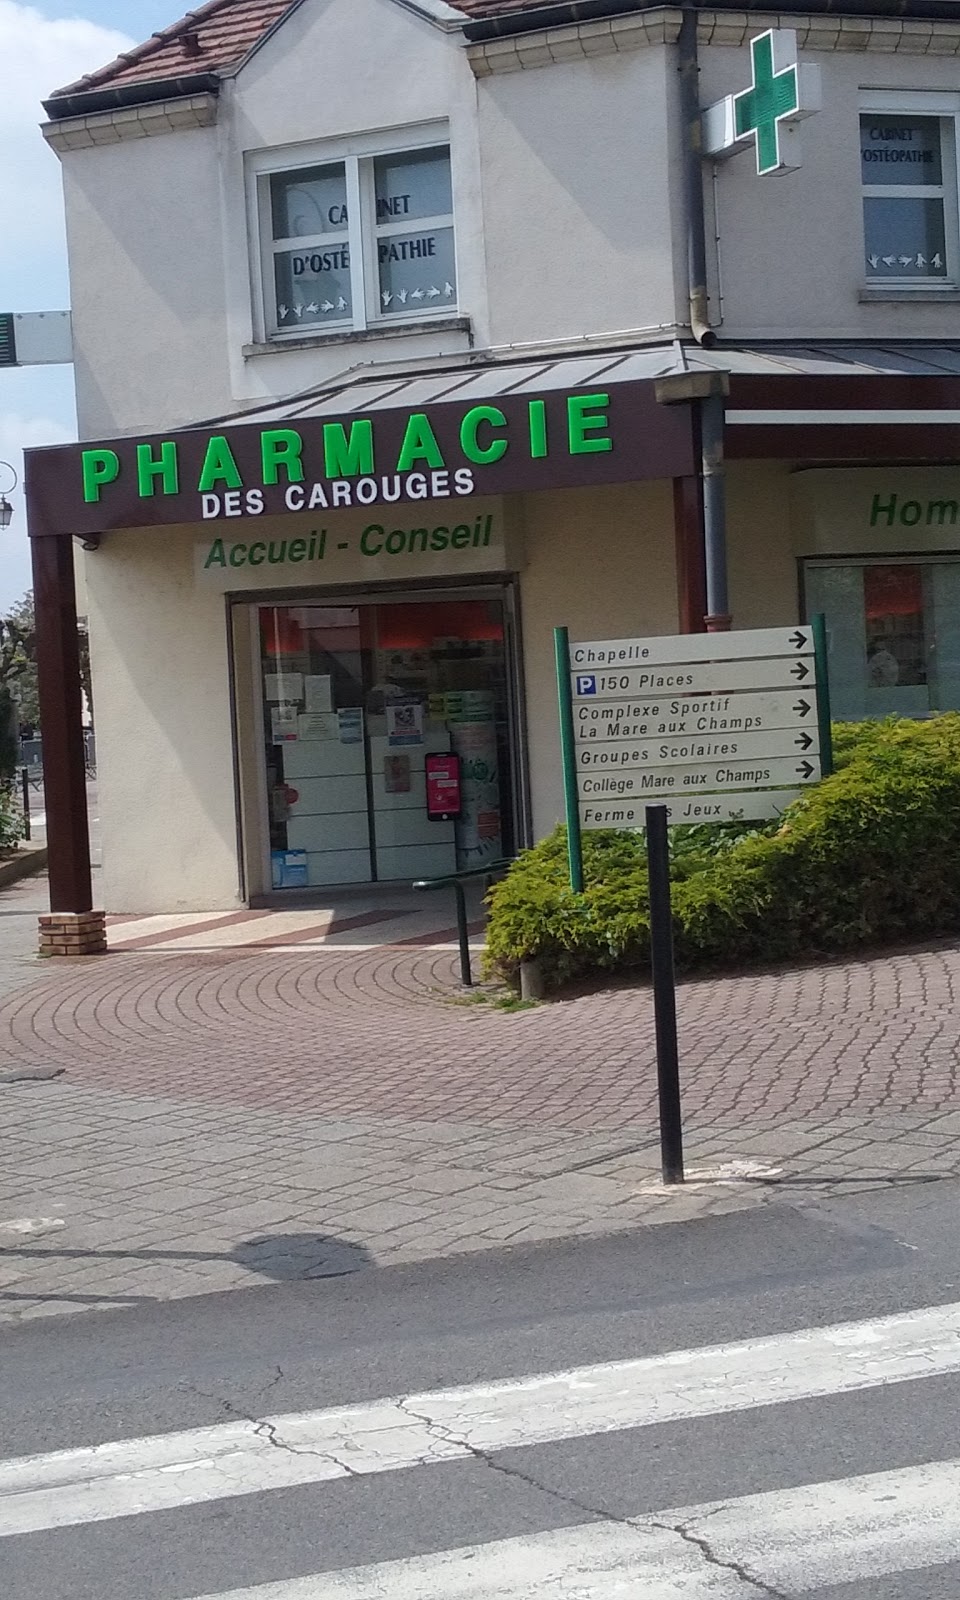 CABINET
D'OSTÉOPATHIE
CABINET
D'OSTÉOPATHIE
PHARMACIE
DES CAROUGES
Accueil - Conseil
Hom
Chapelle
P 150 Places
Complexe Sportif
La Mare aux Champs
Groupes Scolaires
Collège Mare aux Champs
Ferme s Jeux